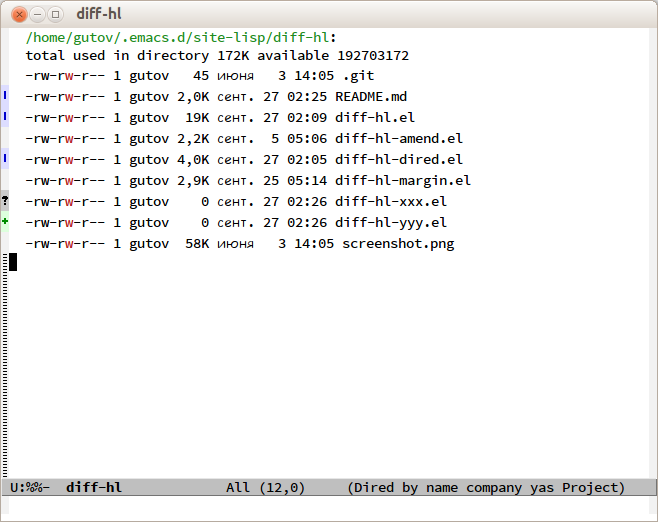 diff-hl
/home/gutov/.emacs.d/site-lisp/diff-hl:
total used in directory 172K available 192703172
-rw-rw-r-- 1 gutov   45 июня   3 14:05 .git
-rw-rw-r-- 1 gutov 2,0K сент. 27 02:25 README.md
-rw-rw-r-- 1 gutov  19K сент. 27 02:09 diff-hl.el
-rw-rw-r-- 1 gutov 2,2K сент.  5 05:06 diff-hl-amend.el
-rw-rw-r-- 1 gutov 4,0K сент. 27 02:05 diff-hl-dired.el
-rw-rw-r-- 1 gutov 2,9K сент. 25 05:14 diff-hl-margin.el
? -rw-rw-r-- 1 gutov    0 сент. 27 02:26 diff-hl-xxx.el
+ -rw-rw-r-- 1 gutov    0 сент. 27 02:26 diff-hl-yyy.el
-rw-rw-r-- 1 gutov  58K июня   3 14:05 screenshot.png
U:%%-  diff-hl             All (12,0)     (Dired by name company yas Project)